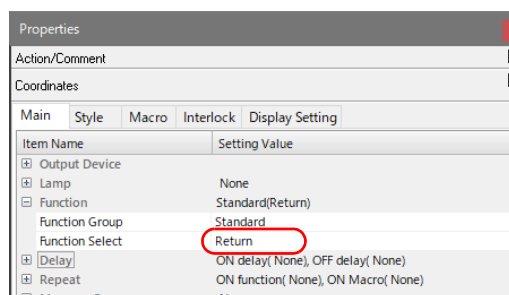 Properties
Action/Comment
Coordinates
Main Style Macro Interlock Display Setting
Item Name Setting Value
Output Device
Lamp None
Function Standard(Return)
Function Group Standard
Function Select Return
Delay ON delay( None), OFF delay( None)
Repeat ON function( None), ON Macro( None)